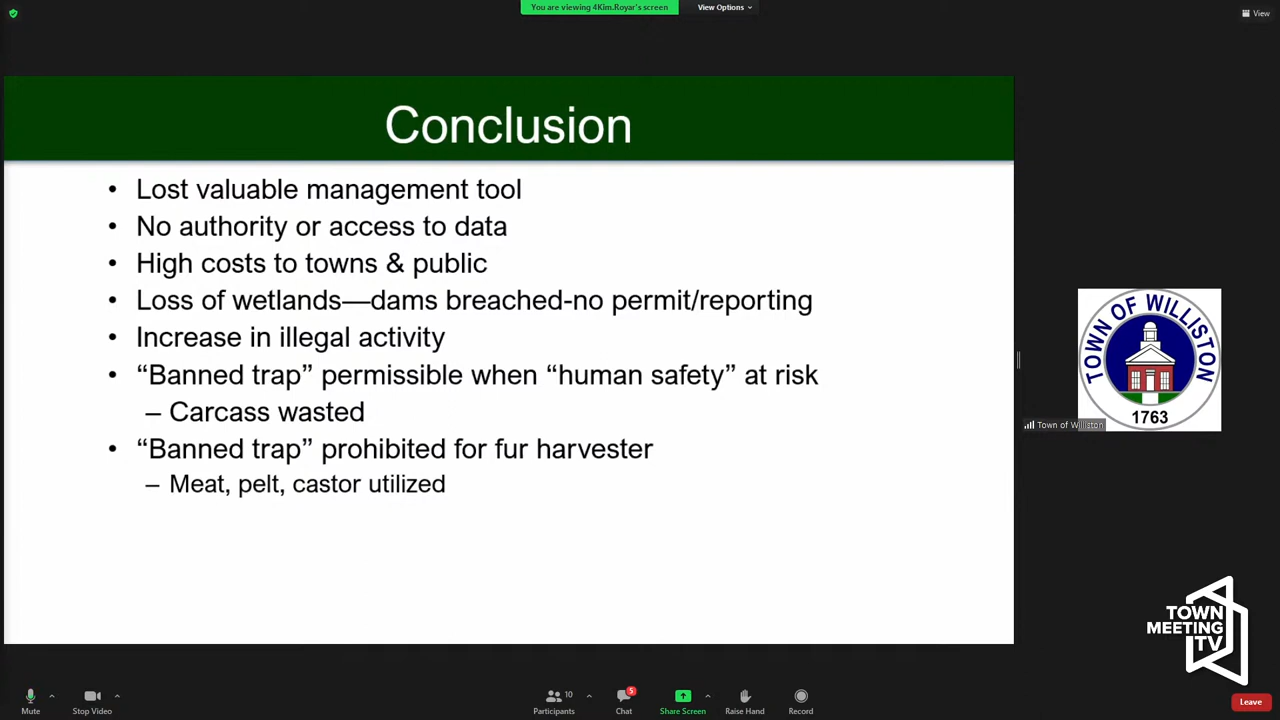 You are viewing 4Kim.Royar's screen
View Options
View
Conclusion
• Lost valuable management tool
• No authority or access to data
• High costs to towns & public
• Loss of wetlands—dams breached-no permit/reporting
• Increase in illegal activity
• “Banned trap” permissible when “human safety” at risk
– Carcass wasted
• “Banned trap” prohibited for fur harvester
– Meat, pelt, castor utilized
TOWN OF WILLISTON
1763
Town of Williston
TOWN
MEETING
TV
Mute
Stop Video
10
Participants
5
Chat
Share Screen
Raise Hand
Record
Leave